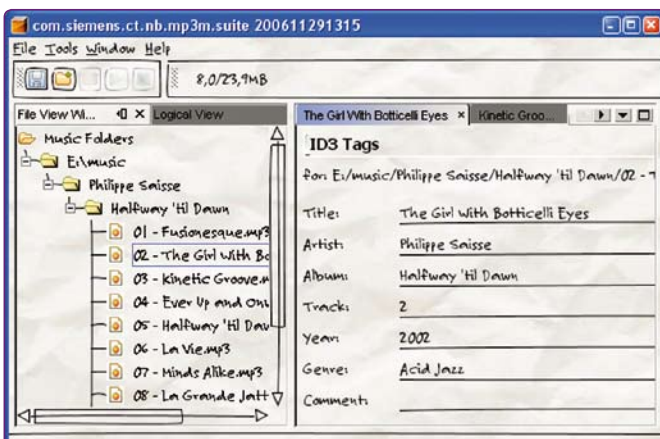 com.siemens.ct.nb.mp3m.suite 200611291315
File Tools Window Help
8,0/23,9MB
File View Wi... Logical View
Music Folders
E:\music
Philippe Saisse
Halfway 'til Dawn
01 - Fusionesque.mp3
02 - The Girl With Bo
03 - Kinetic Groove.m
04 - Ever Up and Onw
05 - Halfway 'til Daw
06 - La Vie.mp3
07 - Minds Alike.mp3
08 - La Grande Jatt
The Girl With Botticelli Eyes Kinetic Groo...
ID3 Tags
for: E:/music/Philippe Saisse/Halfway 'til Dawn/02 - T
Title: The Girl With Botticelli Eyes
Artist: Philippe Saisse
Album: Halfway 'til Dawn
Track: 2
Year: 2002
Genre: Acid Jazz
Comment: